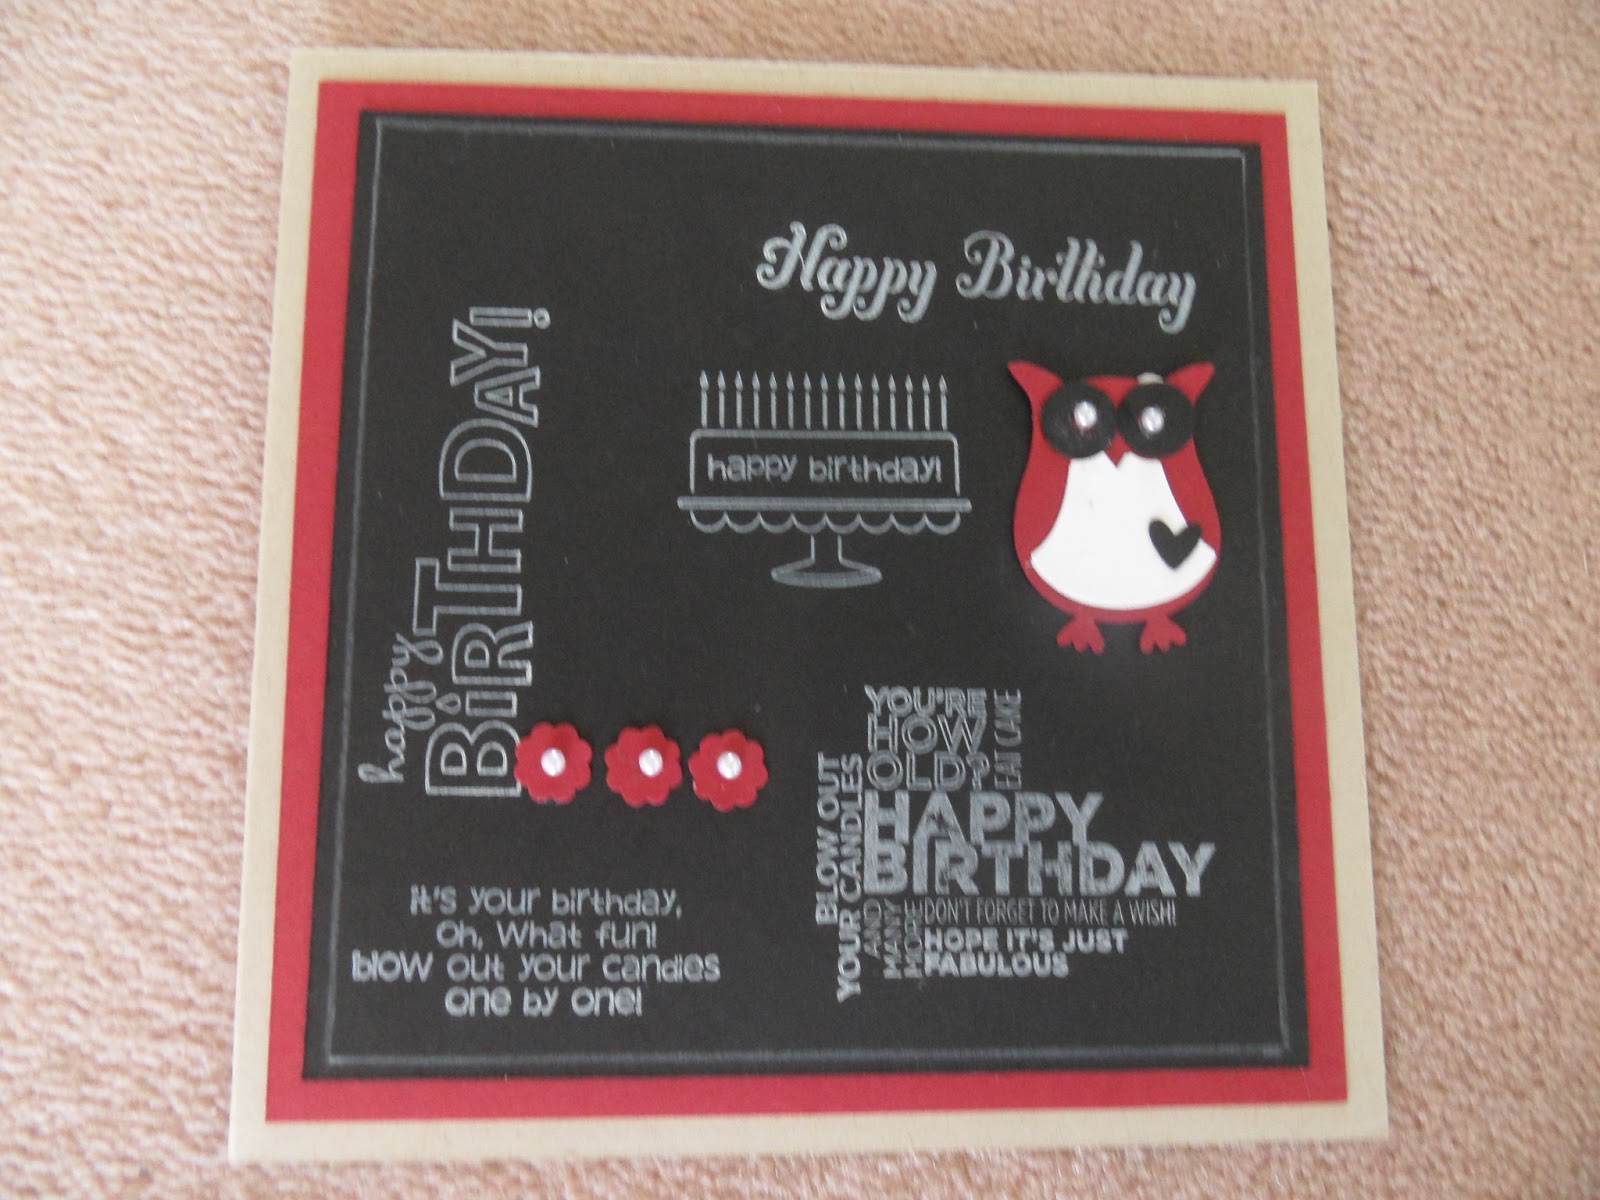 Happy Birthday
happy
BiRTHDAY!
happy birthday!
YOU'RE
HOW
OLD?
EAT CAKE
BLOW OUT
YOUR CANDLES
HAPPY
BIRTHDAY
AND
MANY
MORE
DON'T FORGET TO MAKE A WISH!
HOPE IT'S JUST
FABULOUS
it's your birthday,
Oh, What fun!
blow out your candles
one by one!